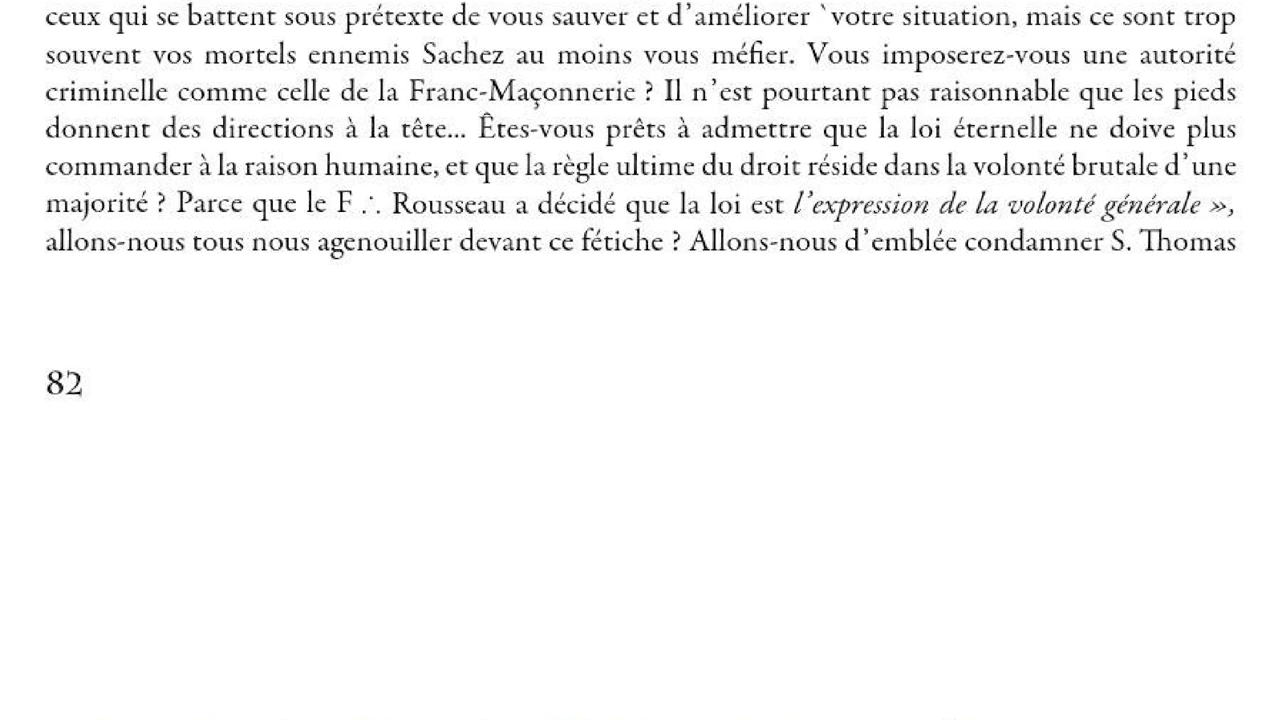 ceux qui se battent sous prétexte de vous sauver et d’améliorer `votre situation, mais ce sont trop
souvent vos mortels ennemis Sachez au moins vous méfier. Vous imposerez-vous une autorité
criminelle comme celle de la Franc-Maçonnerie ? Il n’est pourtant pas raisonnable que les pieds
donnent des directions à la tête... Êtes-vous prêts à admettre que la loi éternelle ne doive plus
commander à la raison humaine, et que la règle ultime du droit réside dans la volonté brutale d’une
majorité ? Parce que le F ∴ Rousseau a décidé que la loi est l’expression de la volonté générale »,
allons-nous tous nous agenouiller devant ce fétiche ? Allons-nous d’emblée condamner S. Thomas
82